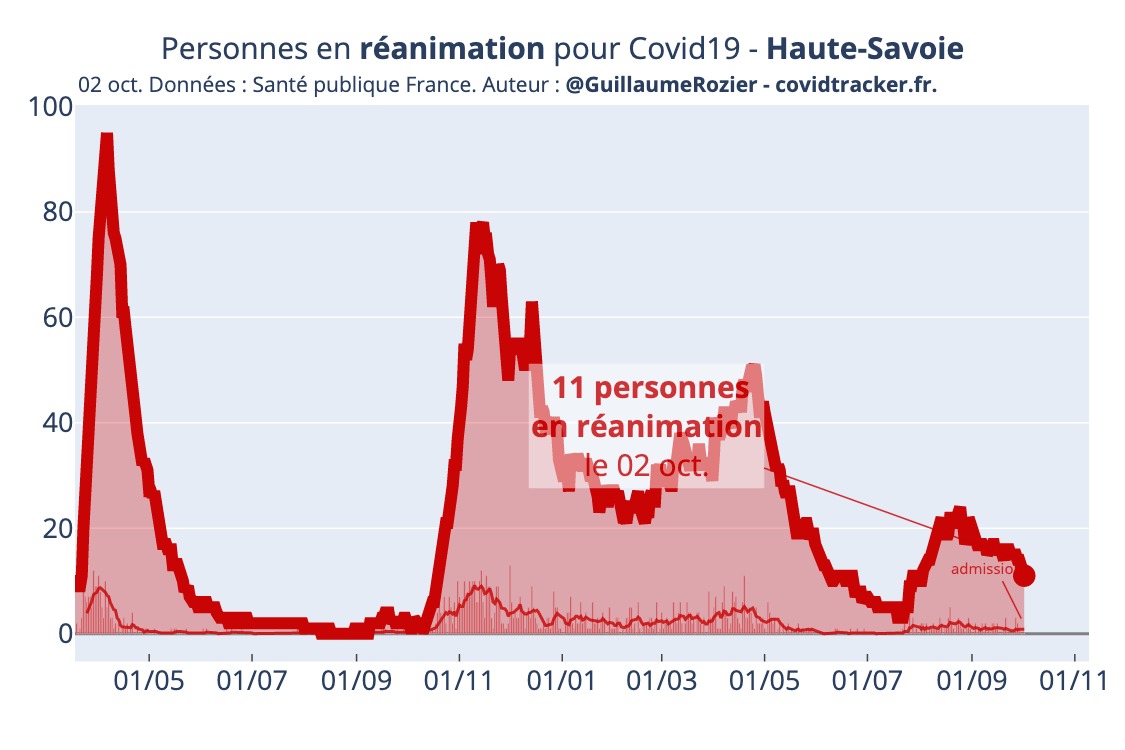 Personnes en réanimation pour Covid19 - Haute-Savoie
02 oct. Données : Santé publique France. Auteur : @GuillaumeRozier - covidtracker.fr.
100
80
60
40
20
0
11 personnes
en réanimation
le 02 oct.
admissio
01/05 01/07 01/09 01/11 01/01 01/03 01/05 01/07 01/09 01/11